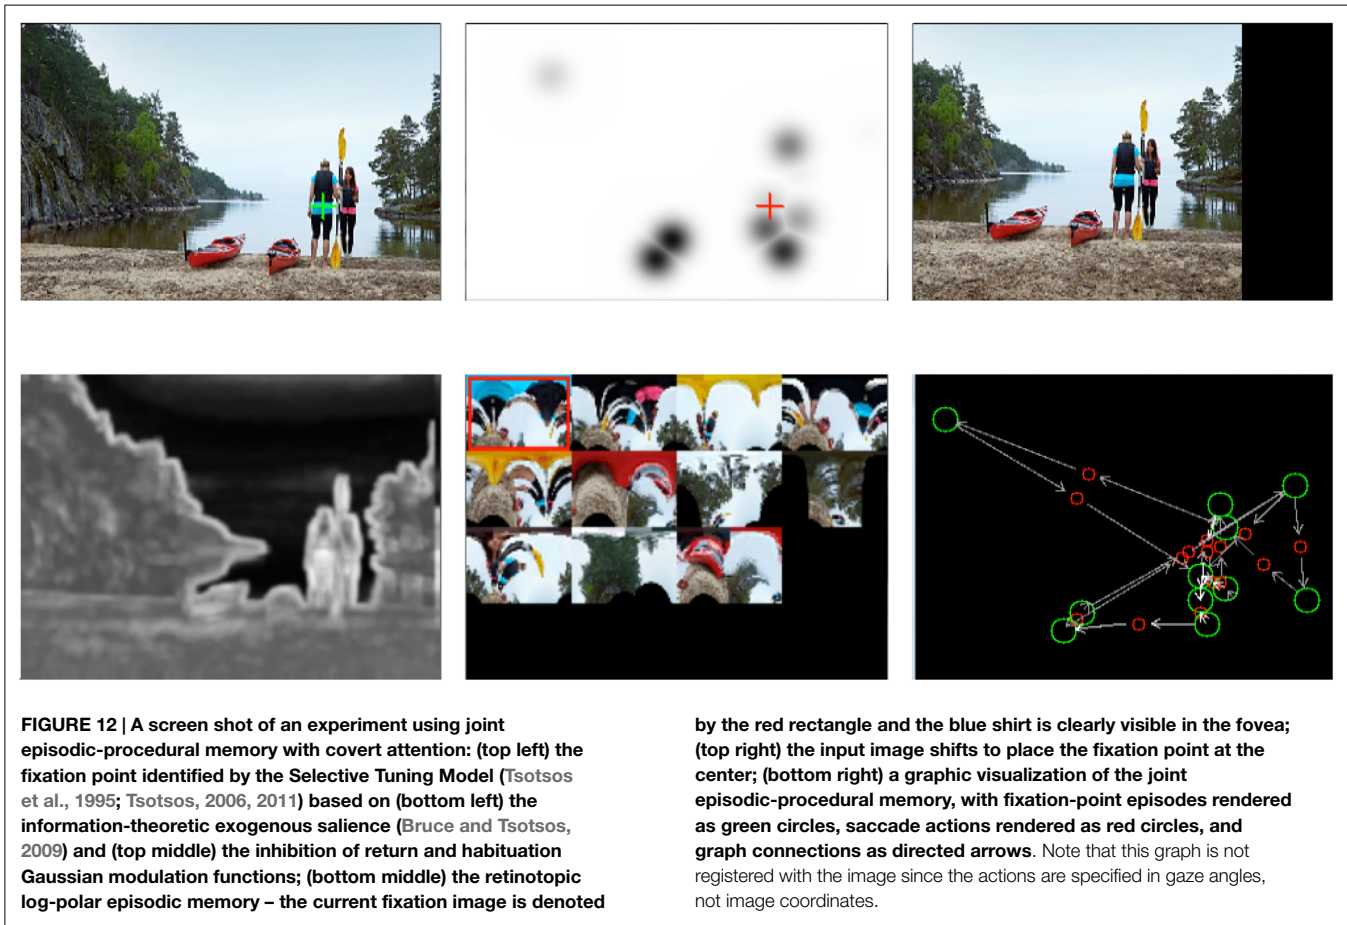 FIGURE 12 | A screen shot of an experiment using joint
episodic-procedural memory with covert attention: (top left) the
fixation point identified by the Selective Tuning Model (Tsotsos
et al., 1995; Tsotsos, 2006, 2011) based on (bottom left) the
information-theoretic exogenous salience (Bruce and Tsotsos,
2009) and (top middle) the inhibition of return and habituation
Gaussian modulation functions; (bottom middle) the retinotopic
log-polar episodic memory – the current fixation image is denoted
by the red rectangle and the blue shirt is clearly visible in the fovea;
(top right) the input image shifts to place the fixation point at the
center; (bottom right) a graphic visualization of the joint
episodic-procedural memory, with fixation-point episodes rendered
as green circles, saccade actions rendered as red circles, and
graph connections as directed arrows. Note that this graph is not
registered with the image since the actions are specified in gaze angles,
not image coordinates.